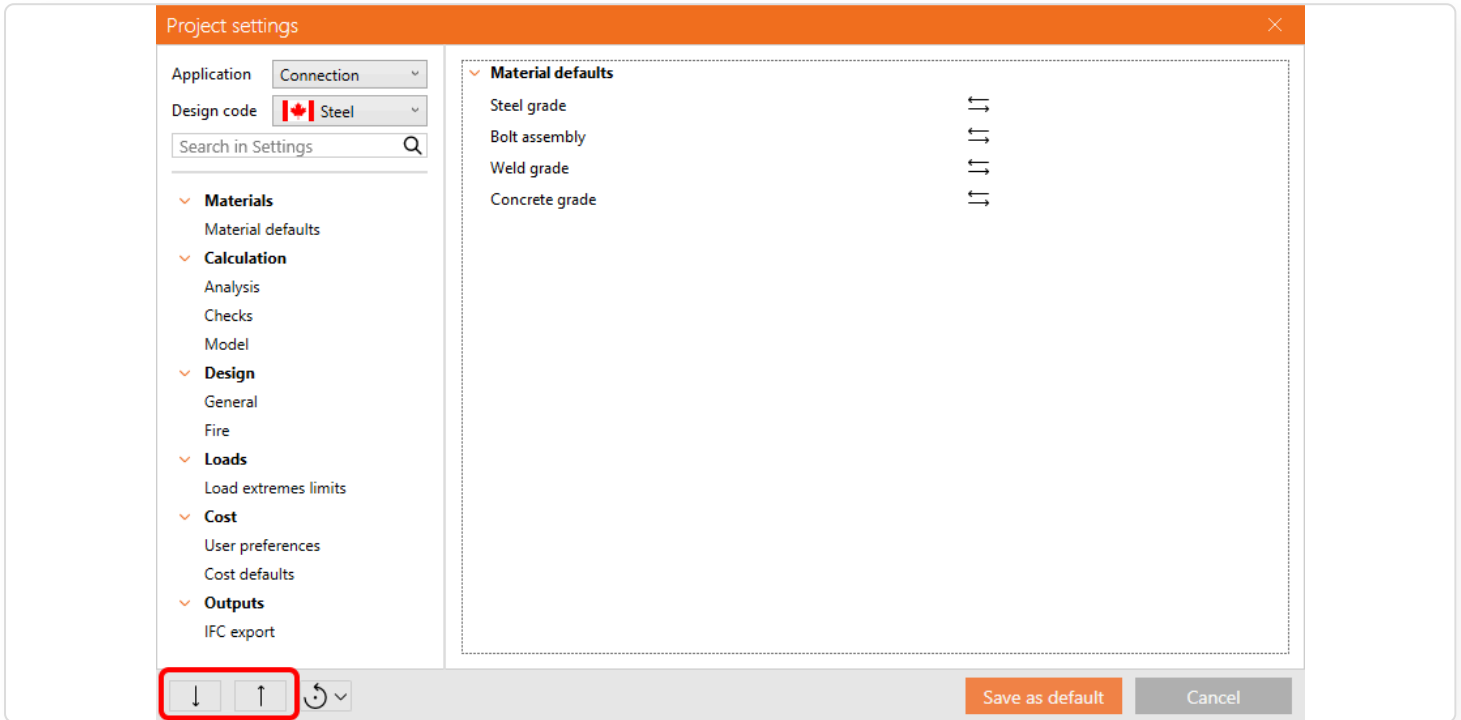 Project settings
Application Connection
Design code Steel
Search in Settings
Materials
Material defaults
Calculation
Analysis
Checks
Model
Design
General
Fire
Loads
Load extremes limits
Cost
User preferences
Cost defaults
Outputs
IFC export
Material defaults
Steel grade
Bolt assembly
Weld grade
Concrete grade
Save as default Cancel